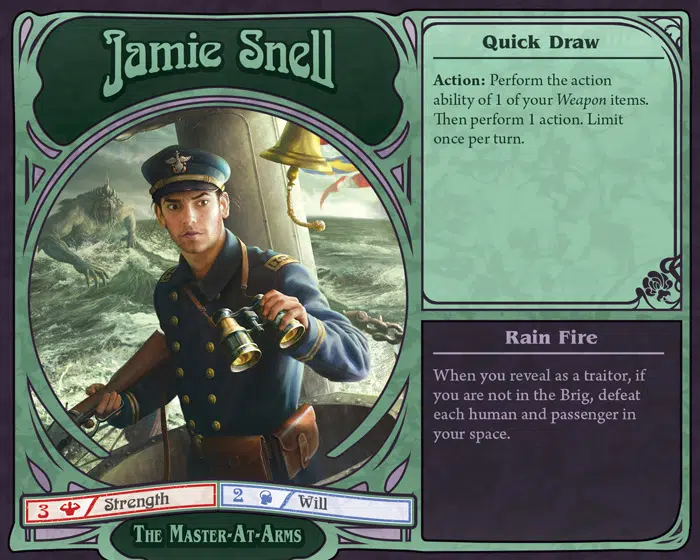 Jamie Snell
3 / Strength
2 / Will
The Master-At-Arms
Quick Draw
Action: Perform the action
ability of 1 of your Weapon items.
Then perform 1 action. Limit
once per turn.
Rain Fire
When you reveal as a traitor, if
you are not in the Brig, defeat
each human and passenger in
your space.